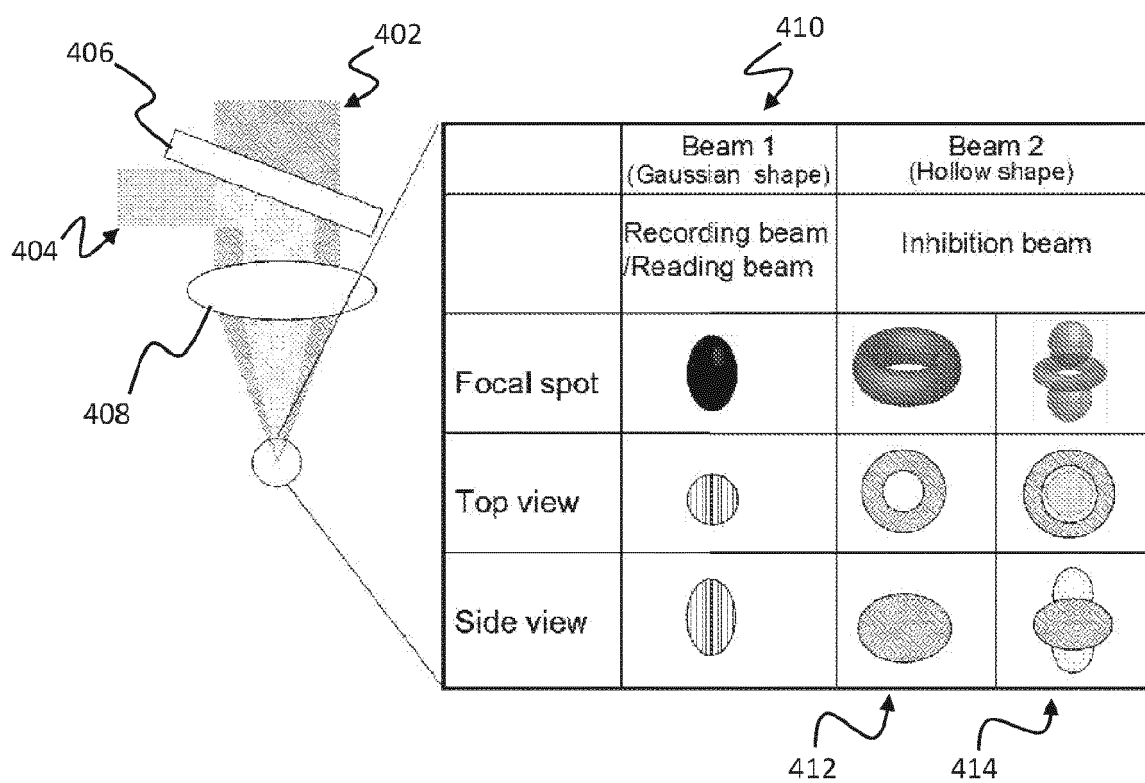 402
406
404
408
410
Beam 1
(Gaussian shape)
Beam 2
(Hollow shape)
Recording beam
/Reading beam
Inhibition beam
Focal spot
Top view
Side view
412
414